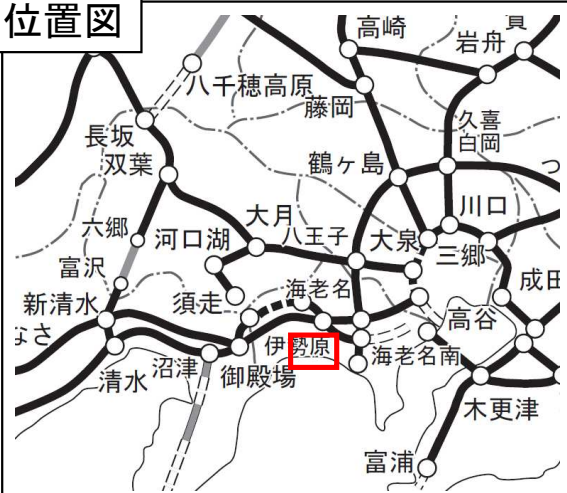 位置図
高崎
岩舟
八千穂高原
藤岡
久喜
白岡
長坂
双葉
鶴ヶ島
川口
六郷
河口湖
大月
八王子
大泉
三郷
富沢
成田
新清水
須走
海老名
高谷
なさ
伊勢原
海老名南
清水
沼津
御殿場
木更津
富浦